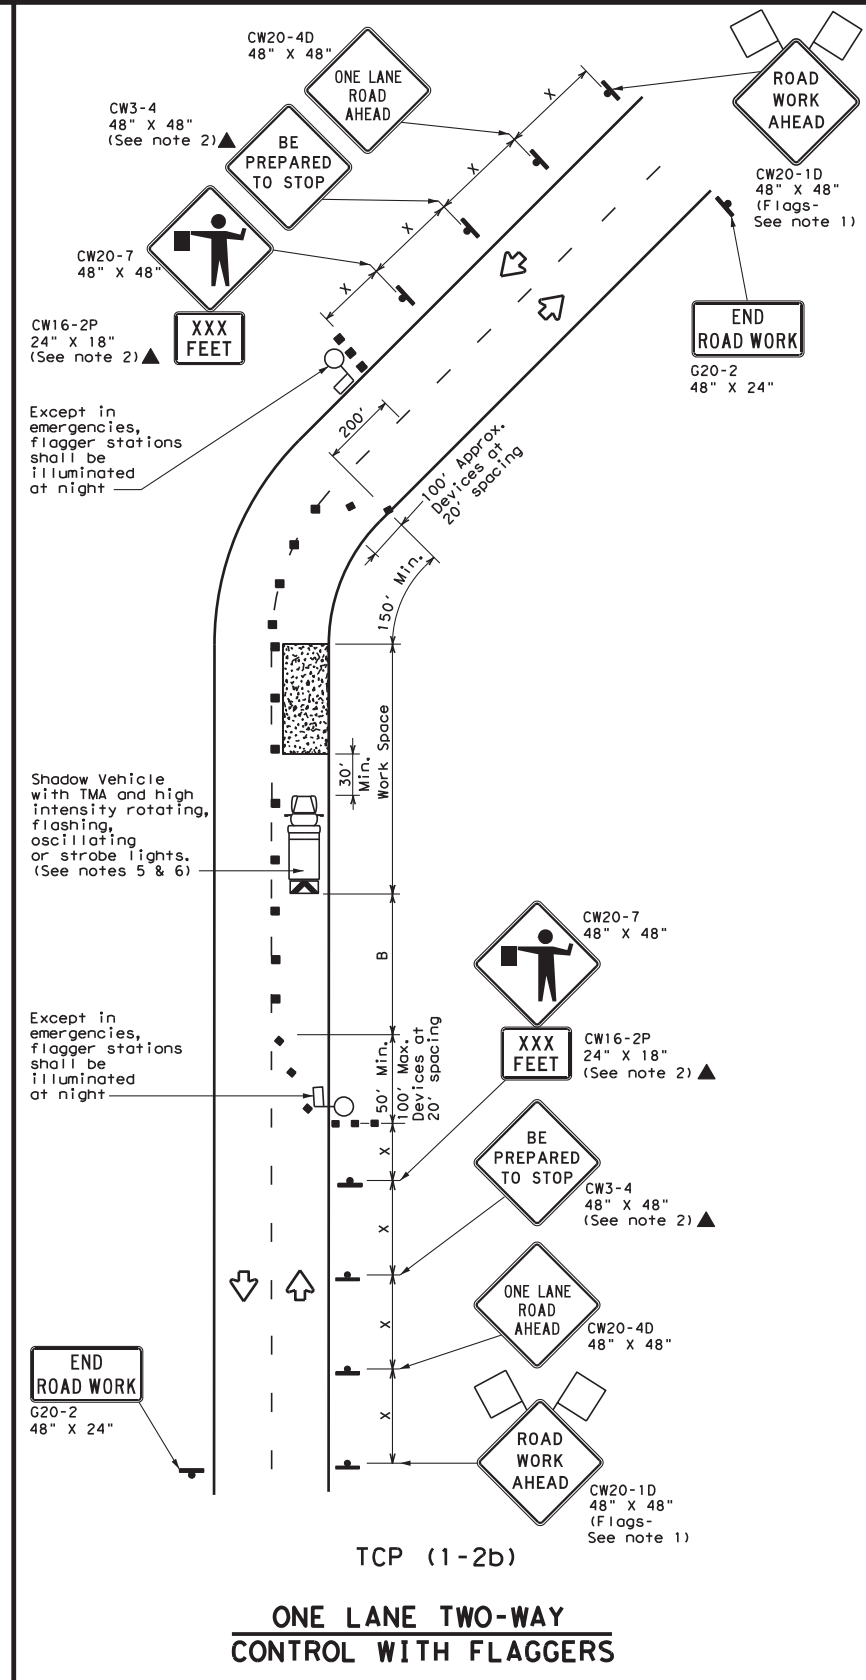 CW20-4D
48" X 48"
ONE LANE
ROAD
AHEAD
ROAD
WORK
AHEAD
CW20-1D
48" X 48"
(Flags-
See note 1)
CW3-4
48" X 48"
(See note 2)▲
BE
PREPARED
TO STOP
CW20-7
48" X 48"
CW16-2P
24" X 18"
(See note 2)▲
XXX
FEET
X
X
X
X
END
ROAD WORK
G20-2
48" X 24"
Except in
emergencies,
flagger stations
shall be
illuminated
at night
200'
100' Approx.
Devices at
20' spacing
150' Min.
Work Space
30'
Min.
Shadow Vehicle
with TMA and high
intensity rotating,
flashing,
oscillating
or strobe lights.
(See notes 5 & 6)
B
CW20-7
48" X 48"
XXX
FEET
CW16-2P
24" X 18"
(See note 2)▲
Except in
emergencies,
flagger stations
shall be
illuminated
at night
50' Min.
100' Max.
Devices at
20' spacing
X
BE
PREPARED
TO STOP
CW3-4
48" X 48"
(See note 2)▲
X
ONE LANE
ROAD
AHEAD
CW20-4D
48" X 48"
X
END
ROAD WORK
G20-2
48" X 24"
X
ROAD
WORK
AHEAD
CW20-1D
48" X 48"
(Flags-
See note 1)
TCP (1-2b)
ONE LANE TWO-WAY
CONTROL WITH FLAGGERS